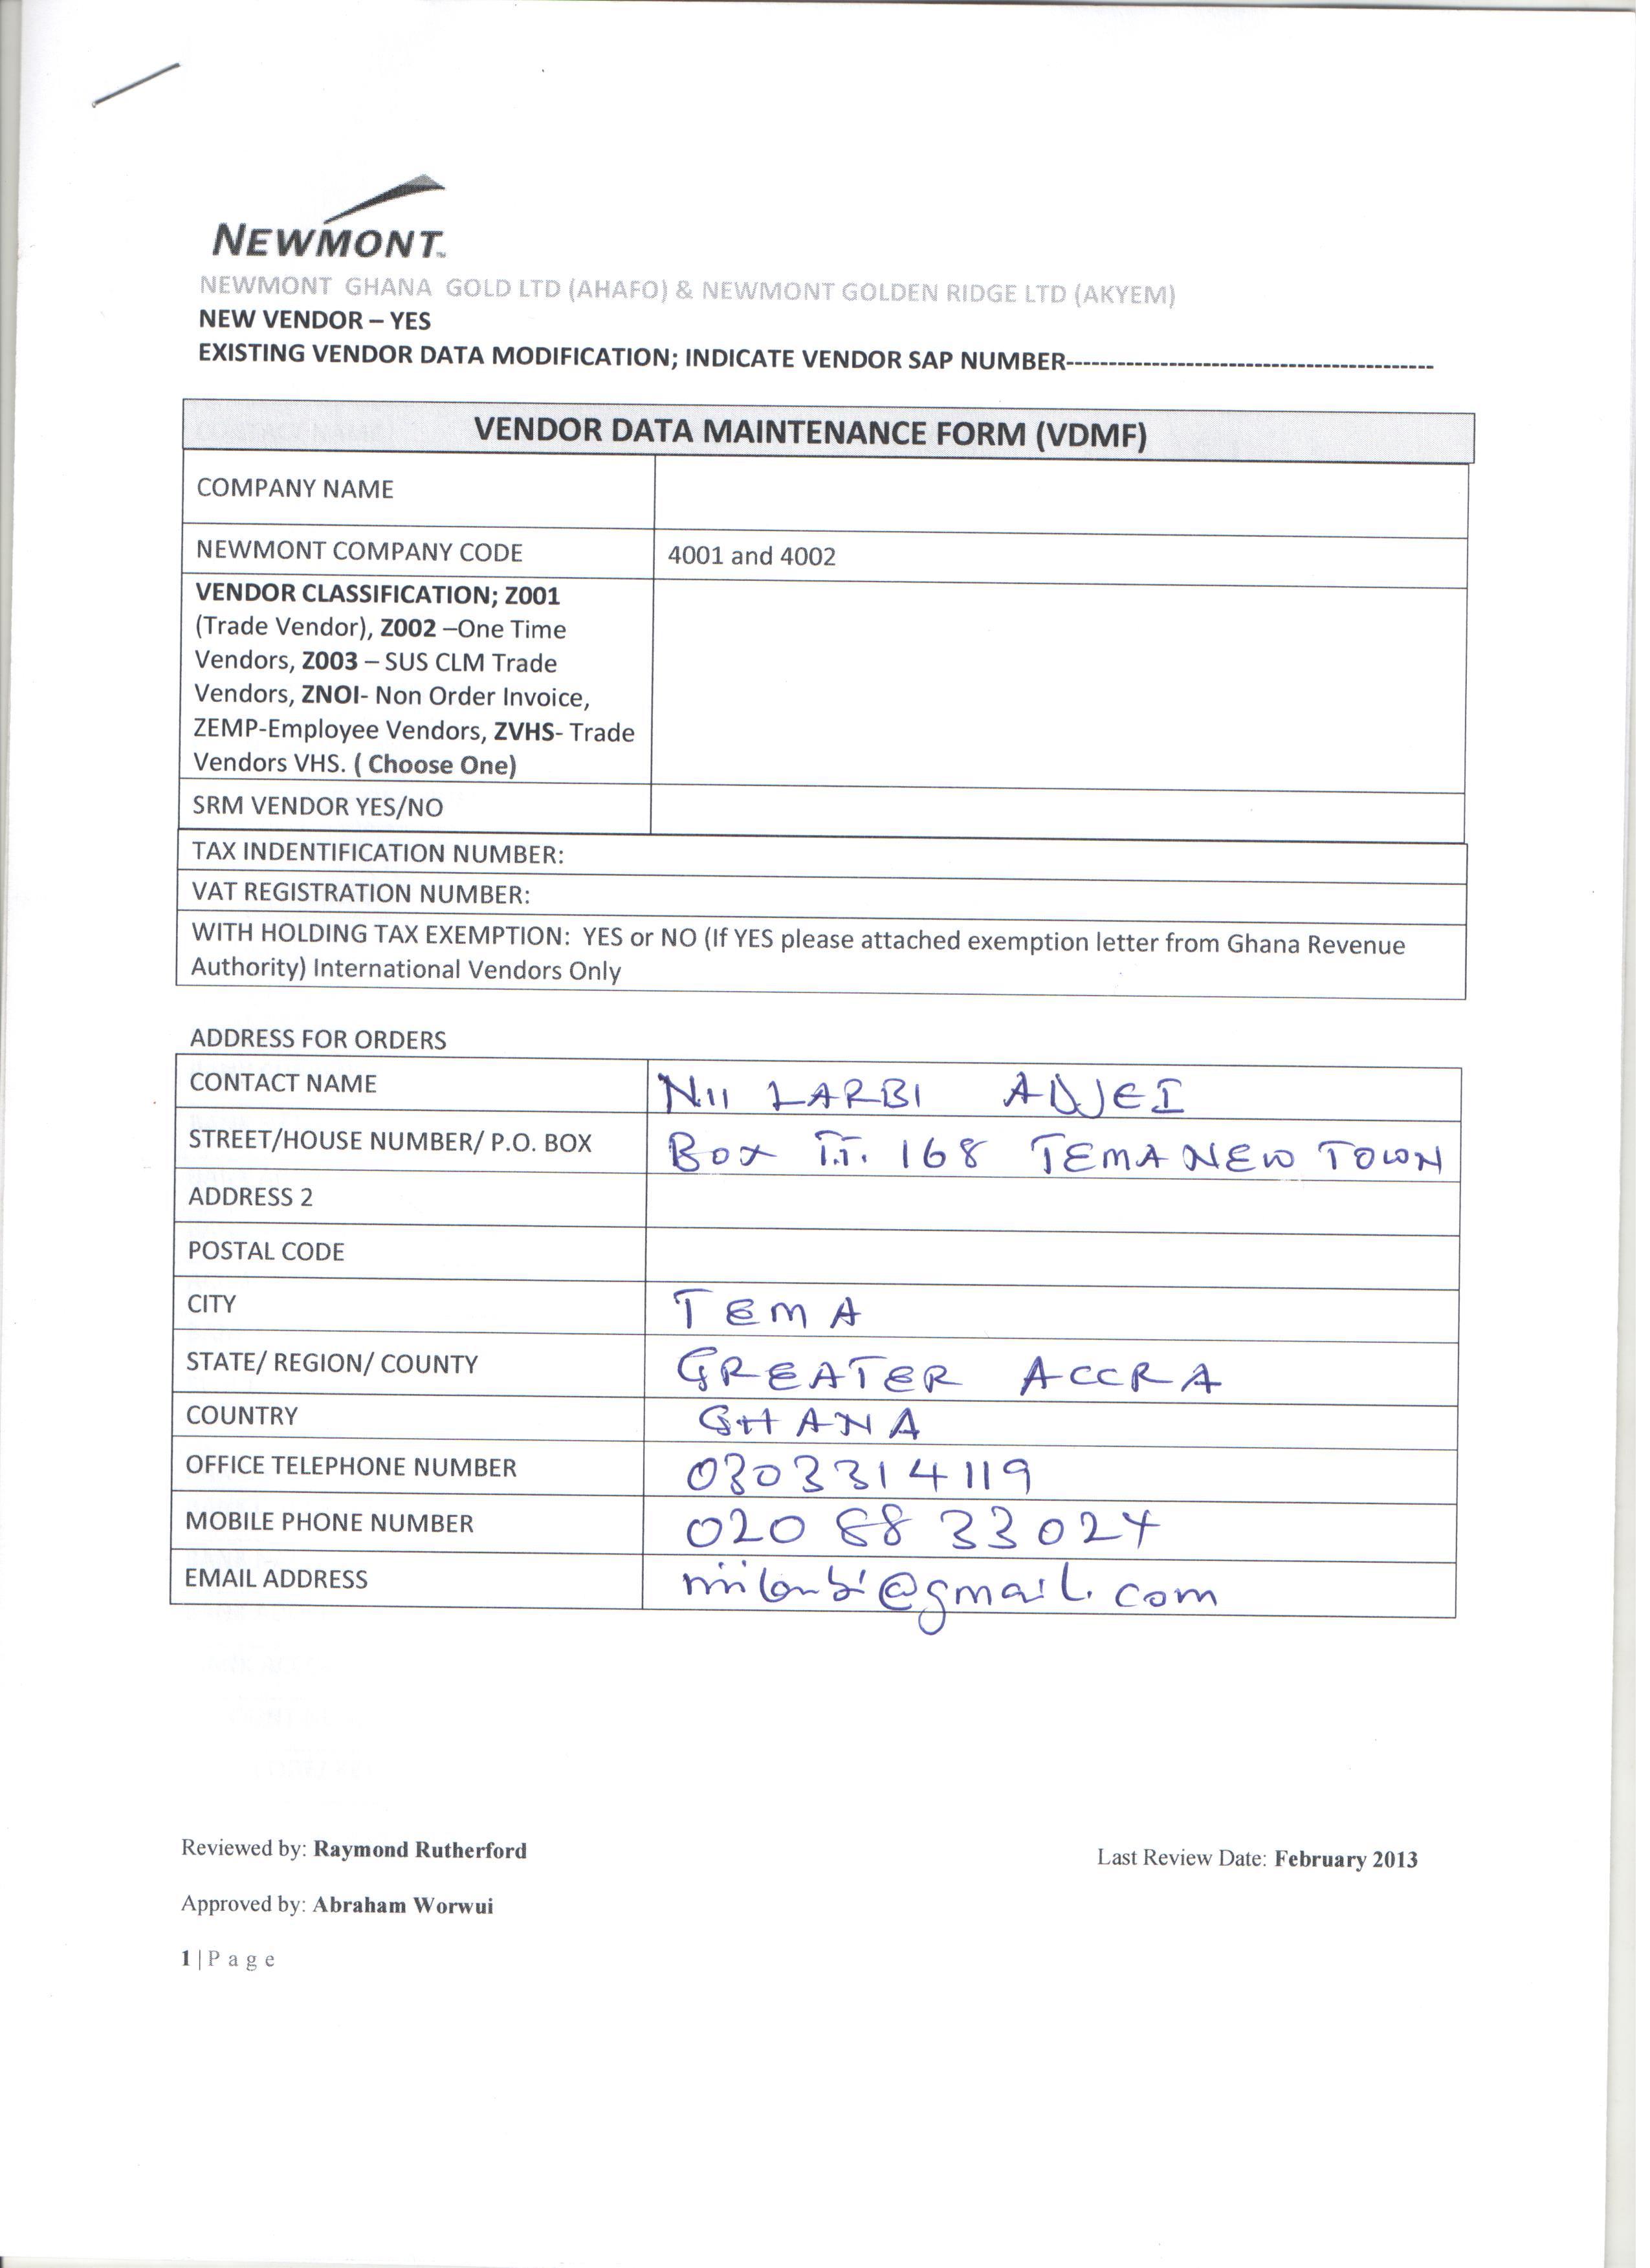 NEWMONT™
NEWMONT GHANA GOLD LTD (AHAFO) & NEWMONT GOLDEN RIDGE LTD (AKYEM)
NEW VENDOR – YES
EXISTING VENDOR DATA MODIFICATION; INDICATE VENDOR SAP NUMBER-------------------------------------------
VENDOR DATA MAINTENANCE FORM (VDMF)
COMPANY NAME
NEWMONT COMPANY CODE 4001 and 4002
VENDOR CLASSIFICATION; Z001
(Trade Vendor), Z002 –One Time
Vendors, Z003 – SUS CLM Trade
Vendors, ZNOI- Non Order Invoice,
ZEMP-Employee Vendors, ZVHS- Trade
Vendors VHS. ( Choose One)
SRM VENDOR YES/NO
TAX INDENTIFICATION NUMBER:
VAT REGISTRATION NUMBER:
WITH HOLDING TAX EXEMPTION: YES or NO (If YES please attached exemption letter from Ghana Revenue
Authority) International Vendors Only
ADDRESS FOR ORDERS
CONTACT NAME NII LARBI ADJEI
STREET/HOUSE NUMBER/ P.O. BOX BOX T.T. 168 TEMA NEW TOWN
ADDRESS 2
POSTAL CODE
CITY TEMA
STATE/ REGION/ COUNTY GREATER ACCRA
COUNTRY GHANA
OFFICE TELEPHONE NUMBER 0303314119
MOBILE PHONE NUMBER 020 88 33024
EMAIL ADDRESS niilarbi@gmail.com
Reviewed by: Raymond Rutherford
Last Review Date: February 2013
Approved by: Abraham Worwui
1 | P a g e